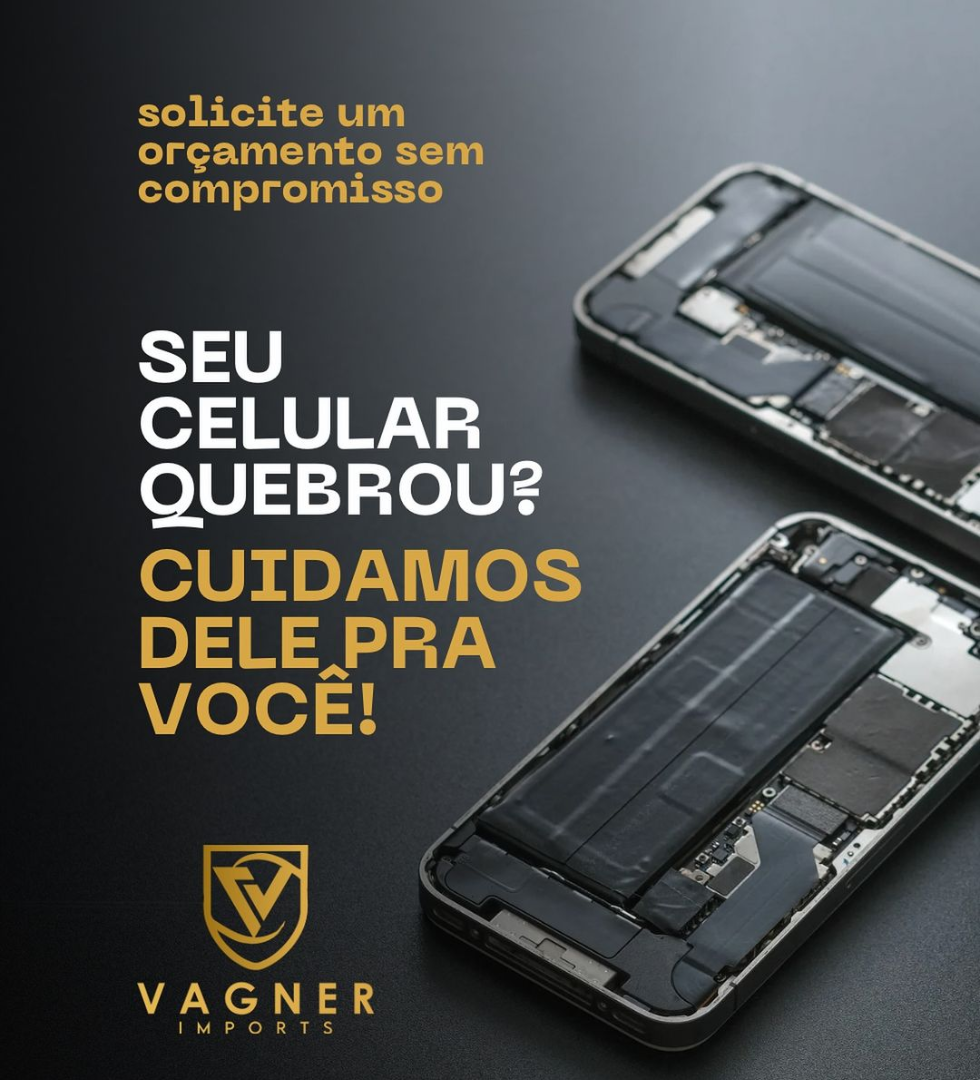 solicite um
orçamento sem
compromisso
SEU
CELULAR
QUEBROU?
CUIDAMOS
DELE PRA
VOCÊ!
VAGNER
IMPORTS